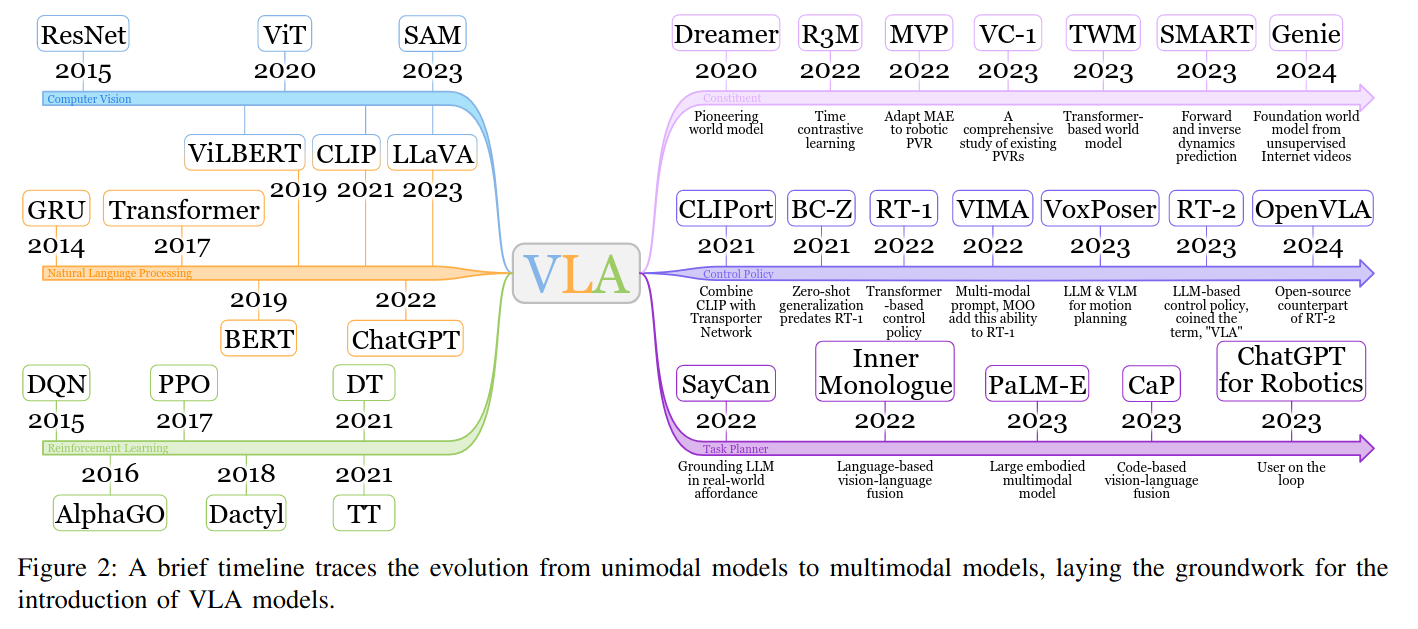 ResNet
2015
ViT
2020
SAM
2023
Computer Vision
ViLBERT
2019
CLIP
2021
LLaVA
2023
GRU
2014
Transformer
2017
Natural Language Processing
2019
BERT
2022
ChatGPT
DQN
2015
PPO
2017
DT
2021
Reinforcement Learning
2016
AlphaGO
2018
Dactyl
2021
TT
VLA
Dreamer
2020
R3M
2022
MVP
2022
VC-1
2023
TWM
2023
SMART
2023
Genie
2024
Constituent
Pioneering
world model
Time
contrastive
learning
Adapt MAE
to robotic
PVR
A
comprehensive
study of existing
PVRs
Transformer-
based world
model
Forward
and inverse
dynamics
prediction
Foundation world
model from
unsupervised
Internet videos
CLIPort
2021
BC-Z
2021
RT-1
2022
VIMA
2022
VoxPoser
2023
RT-2
2023
OpenVLA
2024
Control Policy
Combine
CLIP with
Transporter
Network
Zero-shot
generalization
predates RT-1
Transformer
-based
control
policy
Multi-modal
prompt, MOO
add this ability
to RT-1
LLM & VLM
for motion
planning
LLM-based
control policy,
coined the
term, "VLA"
Open-source
counterpart
of RT-2
SayCan
2022
Inner
Monologue
2022
PaLM-E
2023
CaP
2023
ChatGPT
for Robotics
2023
Task Planner
Grounding LLM
in real-world
affordance
Language-based
vision-language
fusion
Large embodied
multimodal
model
Code-based
vision-language
fusion
User on the
loop
Figure 2: A brief timeline traces the evolution from unimodal models to multimodal models, laying the groundwork for the
introduction of VLA models.